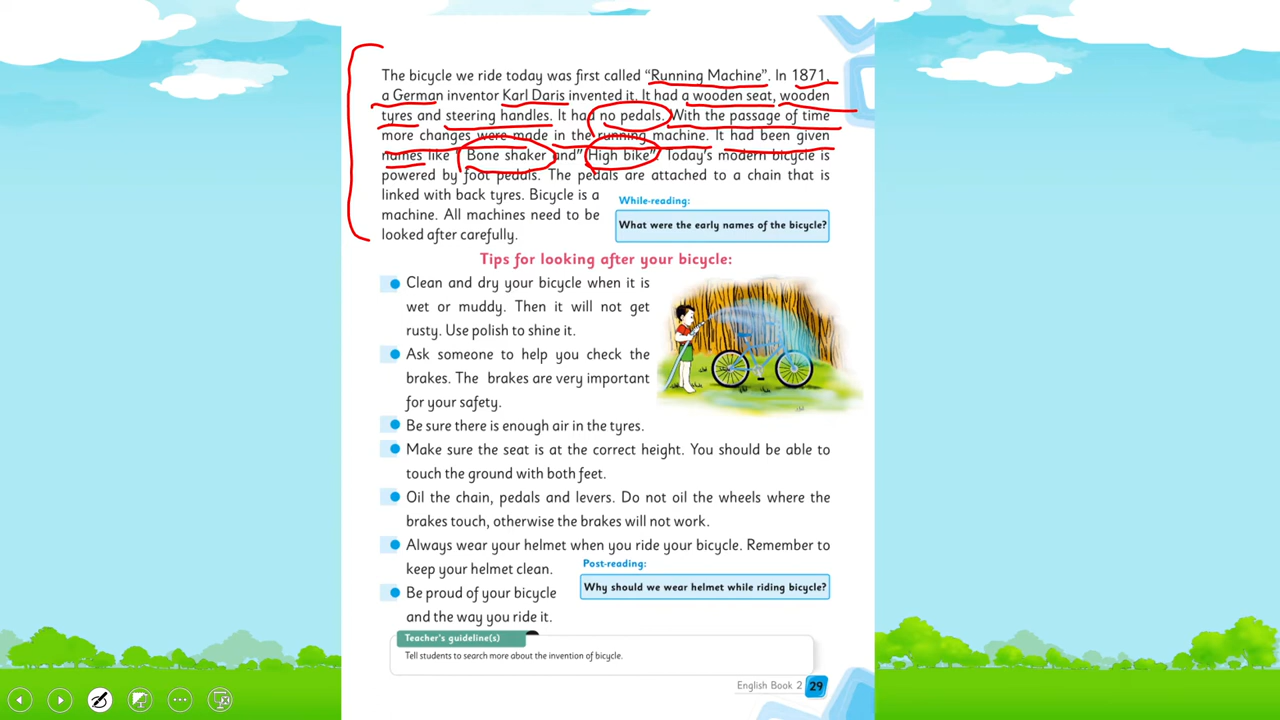 The bicycle we ride today was first called “Running Machine”. In 1871,
a German inventor Karl Daris invented it. It had a wooden seat, wooden
tyres and steering handles. It had no pedals. With the passage of time
more changes were made in the running machine. It had been given
names like “ Bone shaker and” High bike”. Today's modern bicycle is
powered by foot pedals. The pedals are attached to a chain that is
linked with back tyres. Bicycle is a
machine. All machines need to be
looked after carefully.
While-reading:
What were the early names of the bicycle?
Tips for looking after your bicycle:
Clean and dry your bicycle when it is
wet or muddy. Then it will not get
rusty. Use polish to shine it.
Ask someone to help you check the
brakes. The brakes are very important
for your safety.
Be sure there is enough air in the tyres.
Make sure the seat is at the correct height. You should be able to
touch the ground with both feet.
Oil the chain, pedals and levers. Do not oil the wheels where the
brakes touch, otherwise the brakes will not work.
Always wear your helmet when you ride your bicycle. Remember to
keep your helmet clean.
Be proud of your bicycle
and the way you ride it.
Post-reading:
Why should we wear helmet while riding bicycle?
Teacher's guideline(s)
Tell students to search more about the invention of bicycle.
English Book 2 29